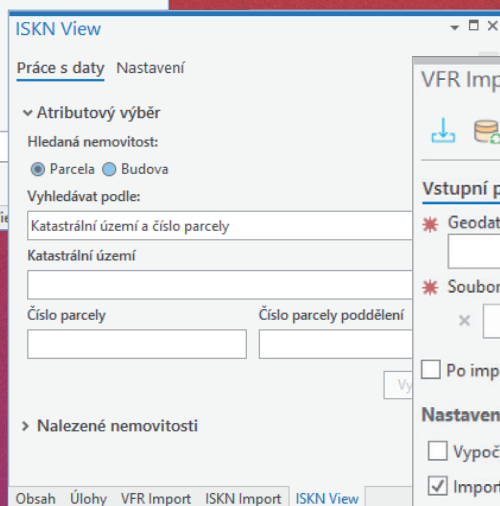 ISKN View
Práce s daty Nastavení
Atributový výběr
Hledaná nemovitost:
Parcela Budova
Vyhledávat podle:
Katastrální území a číslo parcely
Katastrální území
Číslo parcely Číslo parcely poddělení
Vy
Nalezené nemovitosti
Obsah Úlohy VFR Import ISKN Import ISKN View
VFR Imp
Vstupní p
Geodat
Soubor
Po imp
Nastaven
Vypoč
Import